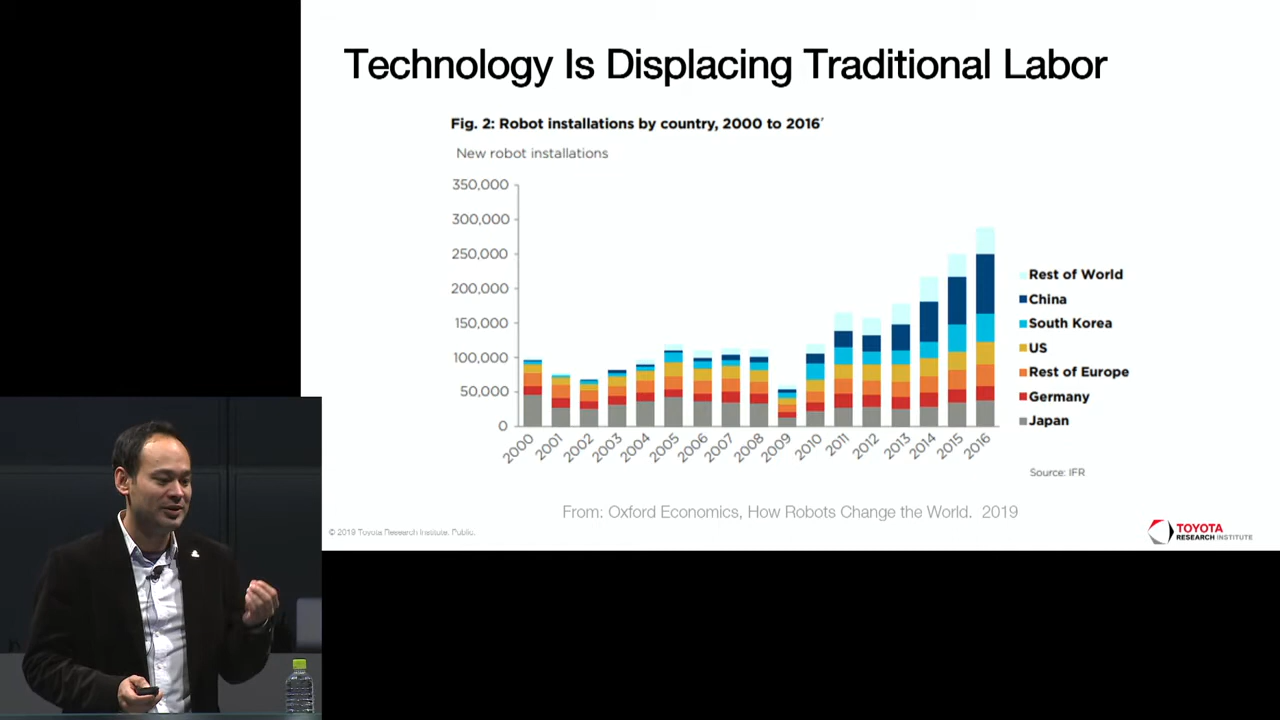 Technology Is Displacing Traditional Labor
Fig. 2: Robot installations by country, 2000 to 2016⁷
New robot installations
350,000
300,000
250,000
200,000
150,000
100,000
50,000
0
2000
2001
2002
2003
2004
2005
2006
2007
2008
2009
2010
2011
2012
2013
2014
2015
2016
Rest of World
China
South Korea
US
Rest of Europe
Germany
Japan
Source: IFR
From: Oxford Economics, How Robots Change the World. 2019
© 2019 Toyota Research Institute. Public.
TOYOTA
RESEARCH INSTITUTE